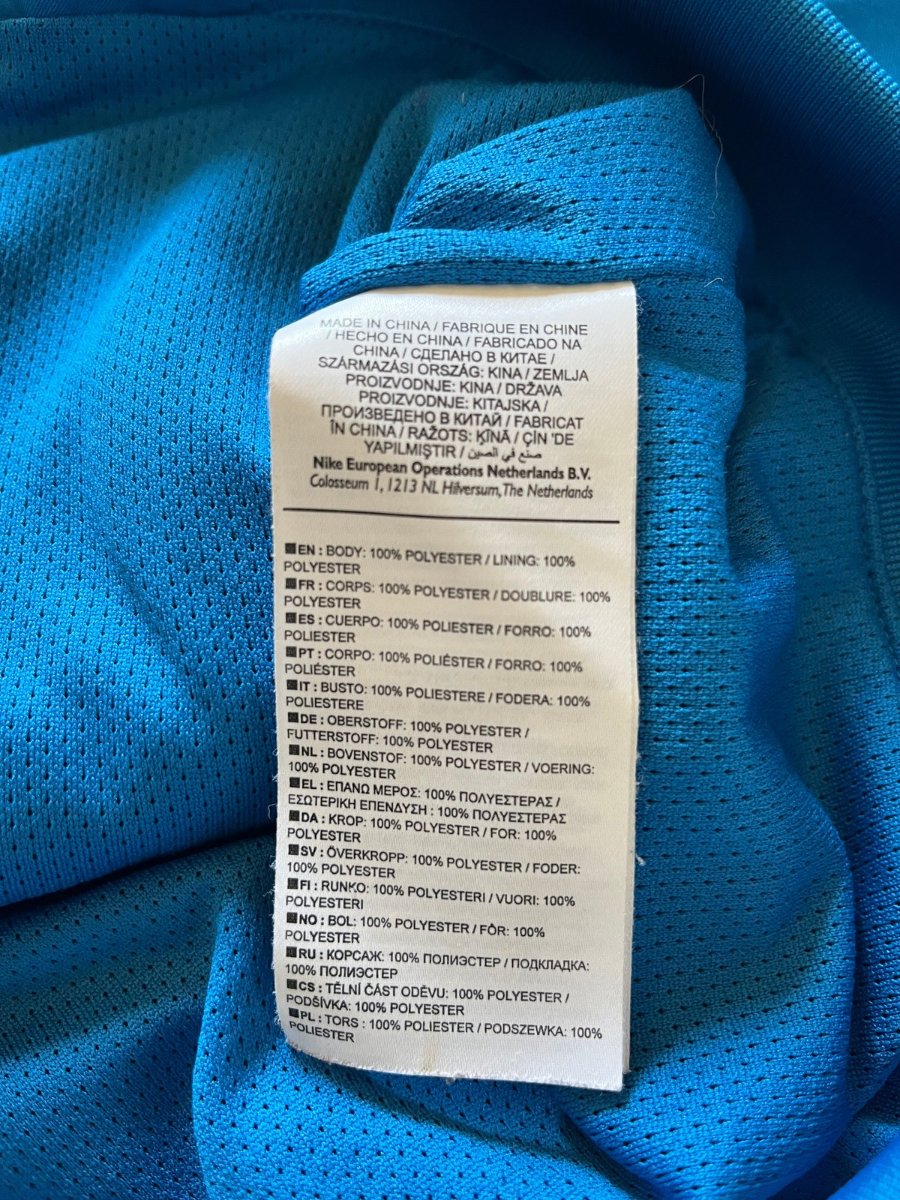 MADE IN CHINA / FABRIQUE EN CHINE
/ HECHO EN CHINA / FABRICADO NA
CHINA / СДЕЛАНО В КИТАЕ /
SZÁRMAZÁSI ORSZÁG: KINA / ZEMLJA
PROIZVODNJE: KINA / DRŽAVA
PROIZVODNJE: KITAJSKA /
ПРОИЗВЕДЕНО В КИТАЙ / FABRICAT
ÎN CHINA / RAŽOTS: ĶĪNĀ / ÇİN 'DE
YAPILMIŞTIR / صنع في الصين
Nike European Operations Netherlands B.V.
Colosseum 1, 1213 NL Hilversum, The Netherlands
EN : BODY: 100% POLYESTER / LINING: 100%
POLYESTER
FR : CORPS: 100% POLYESTER / DOUBLURE: 100%
POLYESTER
ES : CUERPO: 100% POLIESTER / FORRO: 100%
POLIESTER
PT : CORPO: 100% POLIÉSTER / FORRO: 100%
POLIÉSTER
IT : BUSTO: 100% POLIESTERE / FODERA: 100%
POLIESTERE
DE : OBERSTOFF: 100% POLYESTER /
FUTTERSTOFF: 100% POLYESTER
NL : BOVENSTOF: 100% POLYESTER / VOERING:
100% POLYESTER
EL : ΕΠΑΝΩ ΜΕΡΟΣ: 100% ΠΟΛΥΕΣΤΕΡΑΣ /
ΕΣΩΤΕΡΙΚΗ ΕΠΕΝΔΥΣΗ : 100% ΠΟΛΥΕΣΤΕΡΑΣ
DA : KROP: 100% POLYESTER / FOR: 100%
POLYESTER
SV : ÖVERKROPP: 100% POLYESTER / FODER:
100% POLYESTER
FI : RUNKO: 100% POLYESTERI / VUORI: 100%
POLYESTERI
NO : BOL: 100% POLYESTER / FÔR: 100%
POLYESTER
RU : КОРСАЖ: 100% ПОЛИЭСТЕР / ПОДКЛАДКА:
100% ПОЛИЭСТЕР
CS : TĚLNÍ ČÁST ODĚVU: 100% POLYESTER /
PODŠÍVKA: 100% POLYESTER
PL : TORS : 100% POLIESTER / PODSZEWKA: 100%
POLIESTER